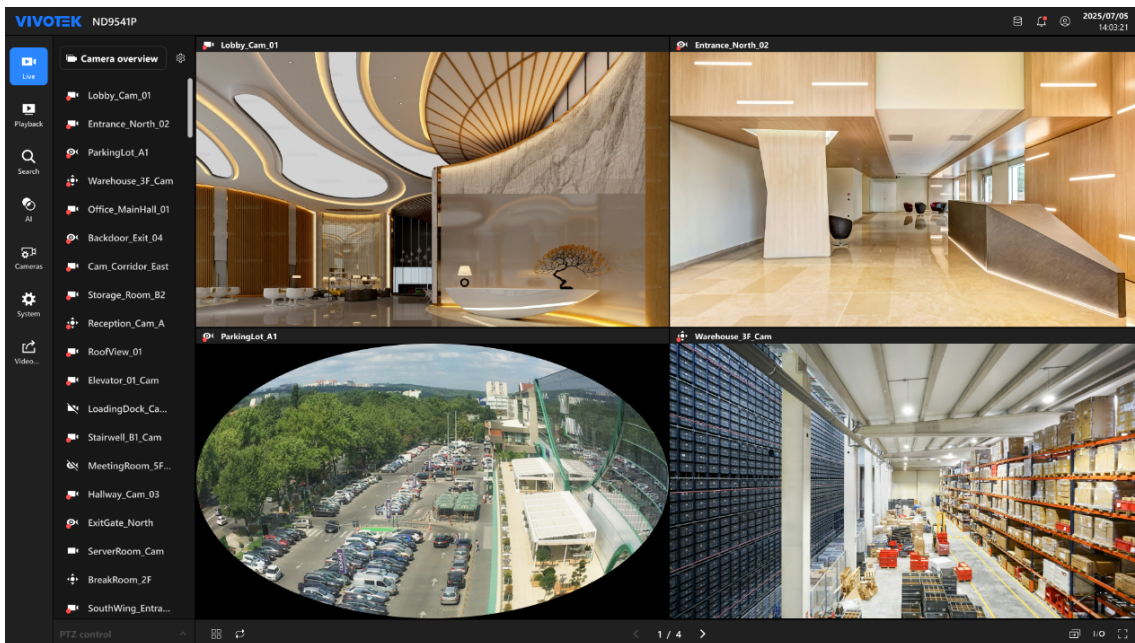 VIVOTEK ND9541P
2025/07/05
14:03:21
Live
Playback
Search
AI
Cameras
System
Video...
Camera overview
Lobby_Cam_01
Entrance_North_02
ParkingLot_A1
Warehouse_3F_Cam
Office_MainHall_01
Backdoor_Exit_04
Cam_Corridor_East
Storage_Room_B2
Reception_Cam_A
RoofView_01
Elevator_01_Cam
LoadingDock_Ca...
Stairwell_B1_Cam
MeetingRoom_5F...
Hallway_Cam_03
ExitGate_North
ServerRoom_Cam
BreakRoom_2F
SouthWing_Entra...
PTZ control
Lobby_Cam_01
Entrance_North_02
ParkingLot_A1
Warehouse_3F_Cam
1 / 4
I/O